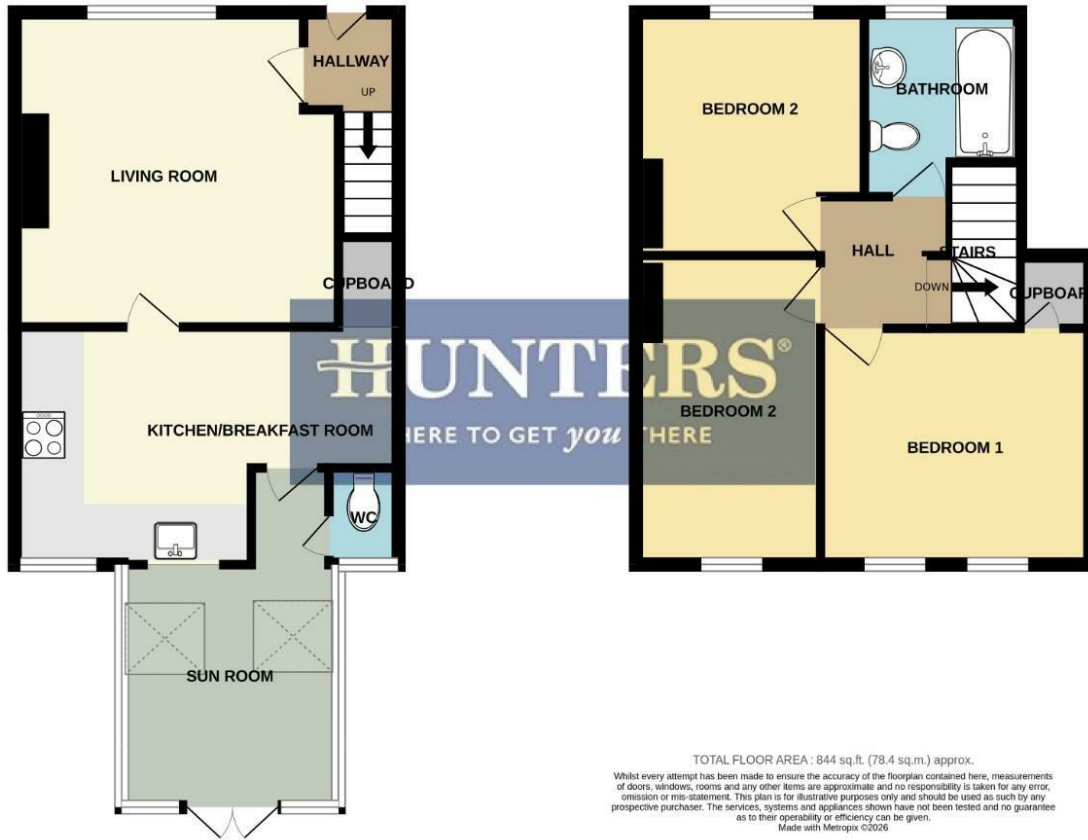 HALLWAY
UP
LIVING ROOM
CUPBOARD
KITCHEN/BREAKFAST ROOM
WC
SUN ROOM
BEDROOM 2
BATHROOM
HALL
STAIRS
DOWN
CUPBOAR
BEDROOM 2
BEDROOM 1
HUNTERS®
HERE TO GET you THERE
TOTAL FLOOR AREA : 844 sq.ft. (78.4 sq.m.) approx.
Whilst every attempt has been made to ensure the accuracy of the floorplan contained here, measurements
of doors, windows, rooms and any other items are approximate and no responsibility is taken for any error,
omission or mis-statement. This plan is for illustrative purposes only and should be used as such by any
prospective purchaser. The services, systems and appliances shown have not been tested and no guarantee
as to their operability or efficiency can be given.
Made with Metropix ©2026